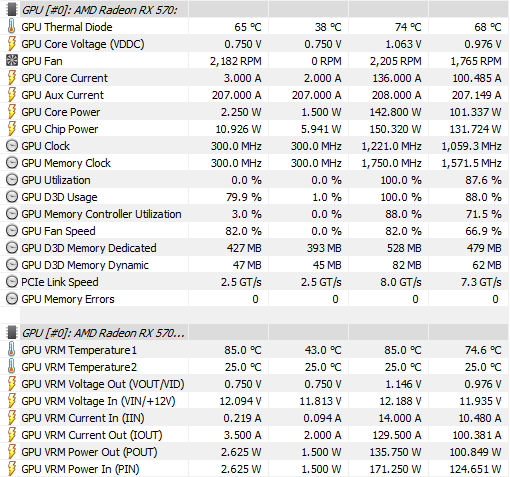 GPU [#0]: AMD Radeon RX 570:
GPU Thermal Diode 65 ºC 38 ºC 74 ºC 68 ºC
GPU Core Voltage (VDDC) 0.750 V 0.750 V 1.063 V 0.976 V
GPU Fan 2,182 RPM 0 RPM 2,205 RPM 1,765 RPM
GPU Core Current 3.000 A 2.000 A 136.000 A 100.485 A
GPU Aux Current 207.000 A 207.000 A 208.000 A 207.149 A
GPU Core Power 2.250 W 1.500 W 142.800 W 101.337 W
GPU Chip Power 10.926 W 5.941 W 150.320 W 131.724 W
GPU Clock 300.0 MHz 300.0 MHz 1,221.0 MHz 1,059.3 MHz
GPU Memory Clock 300.0 MHz 300.0 MHz 1,750.0 MHz 1,571.5 MHz
GPU Utilization 0.0 % 0.0 % 100.0 % 87.6 %
GPU D3D Usage 79.9 % 1.0 % 100.0 % 88.0 %
GPU Memory Controller Utilization 3.0 % 0.0 % 88.0 % 71.5 %
GPU Fan Speed 82.0 % 0.0 % 82.0 % 66.9 %
GPU D3D Memory Dedicated 427 MB 393 MB 528 MB 479 MB
GPU D3D Memory Dynamic 47 MB 45 MB 82 MB 62 MB
PCIe Link Speed 2.5 GT/s 2.5 GT/s 8.0 GT/s 7.3 GT/s
GPU Memory Errors 0 0 0 0
GPU [#0]: AMD Radeon RX 570...
GPU VRM Temperature1 85.0 ºC 43.0 ºC 85.0 ºC 74.6 ºC
GPU VRM Temperature2 25.0 ºC 25.0 ºC 25.0 ºC 25.0 ºC
GPU VRM Voltage Out (VOUT/VID) 0.750 V 0.750 V 1.146 V 0.976 V
GPU VRM Voltage In (VIN/+12V) 12.094 V 11.813 V 12.188 V 11.935 V
GPU VRM Current In (IIN) 0.219 A 0.094 A 14.000 A 10.480 A
GPU VRM Current Out (IOUT) 3.500 A 2.000 A 129.500 A 100.381 A
GPU VRM Power Out (POUT) 2.625 W 1.500 W 135.750 W 100.849 W
GPU VRM Power In (PIN) 2.625 W 1.500 W 171.250 W 124.651 W